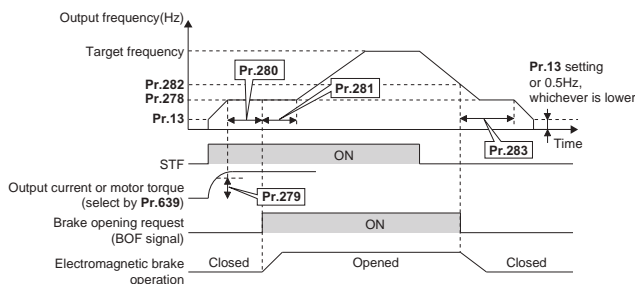 Output frequency(Hz)
Target frequency
Pr.280
Pr.13 setting
or 0.5Hz,
whichever is lower
Pr.282
Pr.281
Pr.278
Pr.13
Time
Pr.283
STF
ON
Output current or motor torque
(select by Pr.639)
Pr.279
Brake opening request
(BOF signal)
ON
Electromagnetic brake
operation
Closed
Opened
Closed